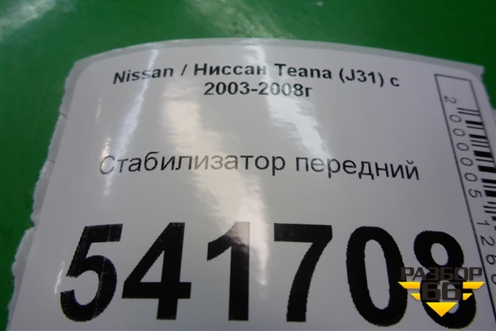 Nissan / Ниссан Teana (J31) с
2003-2008г
Стабилизатор передний
541708
РАЗБОР
66